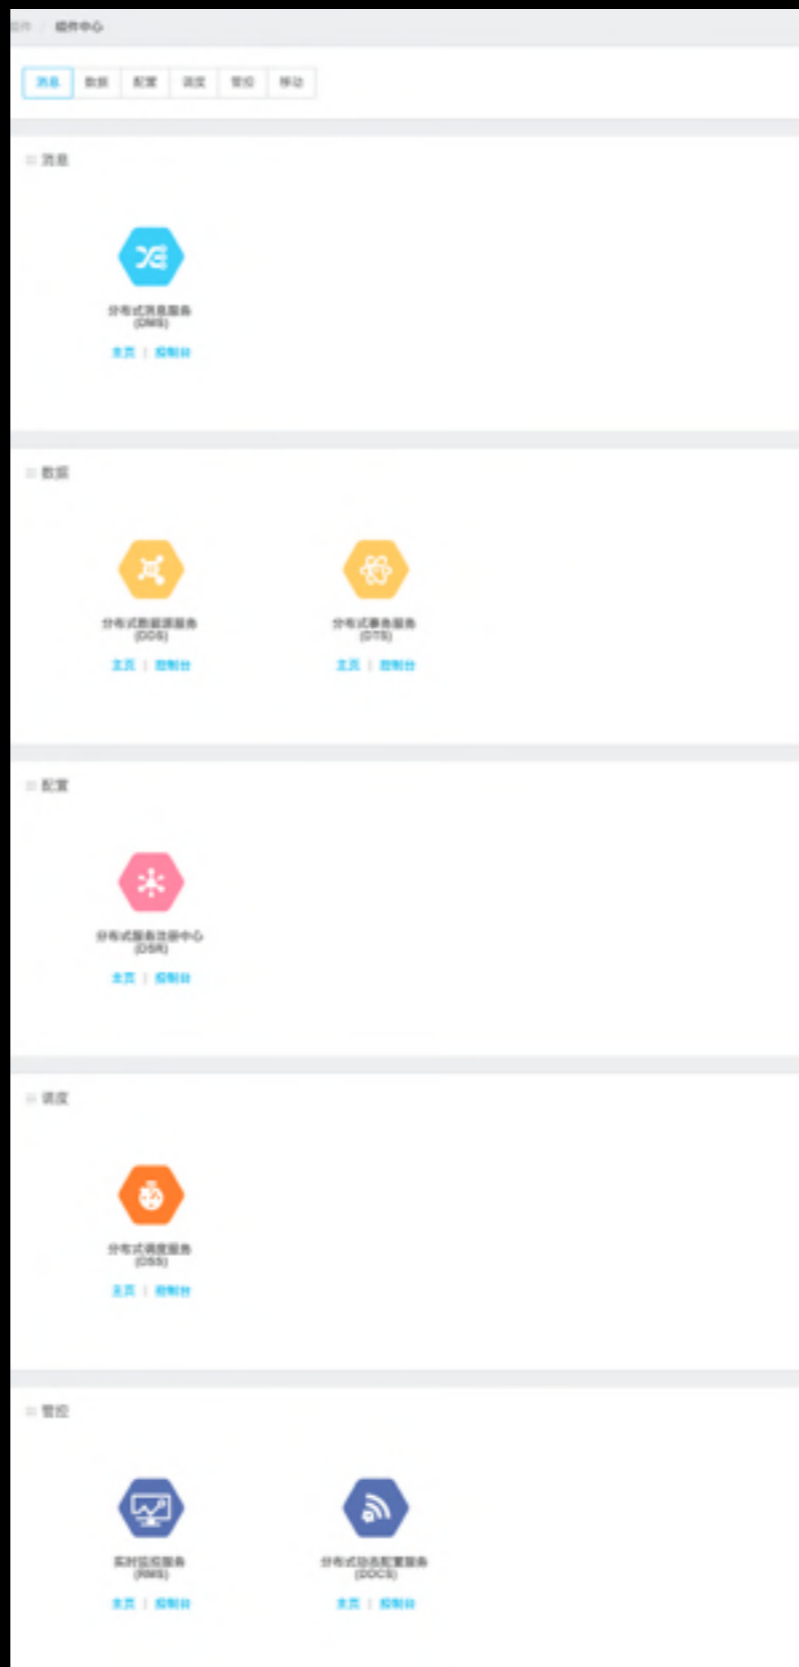 组件 / 组件中心
消息 数据 配置 调度 管控 移动
消息
分布式消息服务
(DMS)
主页 | 控制台
数据
分布式数据源服务 分布式事务服务
(DDS) (DTS)
主页 | 控制台 主页 | 控制台
配置
分布式服务注册中心
(DSR)
主页 | 控制台
调度
分布式调度服务
(DSS)
主页 | 控制台
管控
实时监控服务 分布式动态配置服务
(RMS) (DDCS)
主页 | 控制台 主页 | 控制台